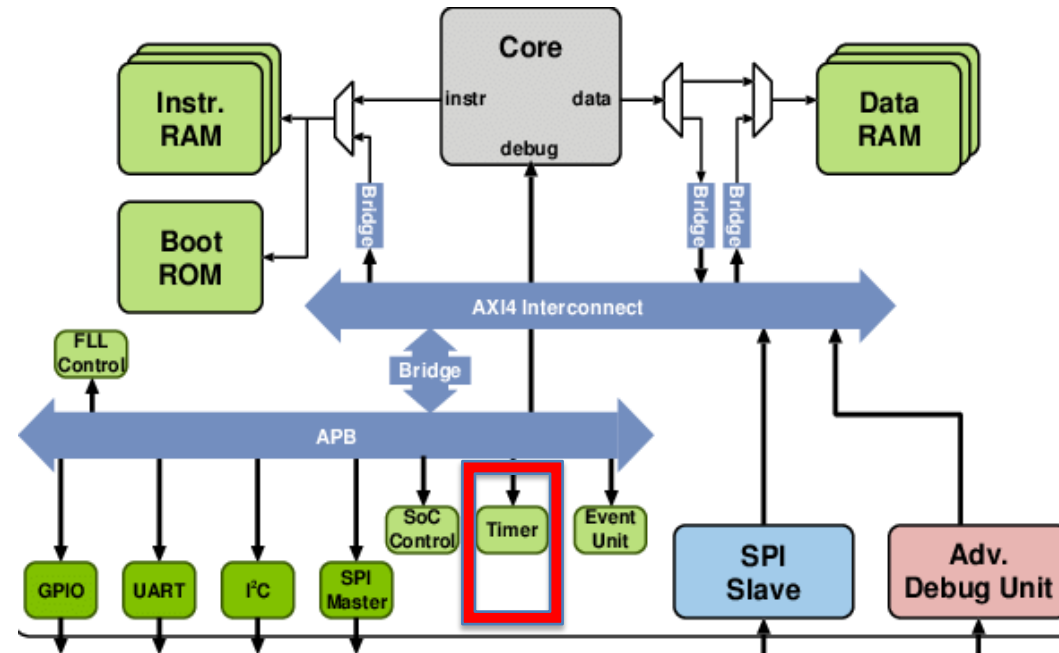 Core
instr
data
debug
Instr.
RAM
Data
RAM
Boot
ROM
Bridge
Bridge
Bridge
AXI4 Interconnect
FLL
Control
Bridge
APB
SoC
Control
Timer
Event
Unit
GPIO
UART
I²C
SPI
Master
SPI
Slave
Adv.
Debug Unit